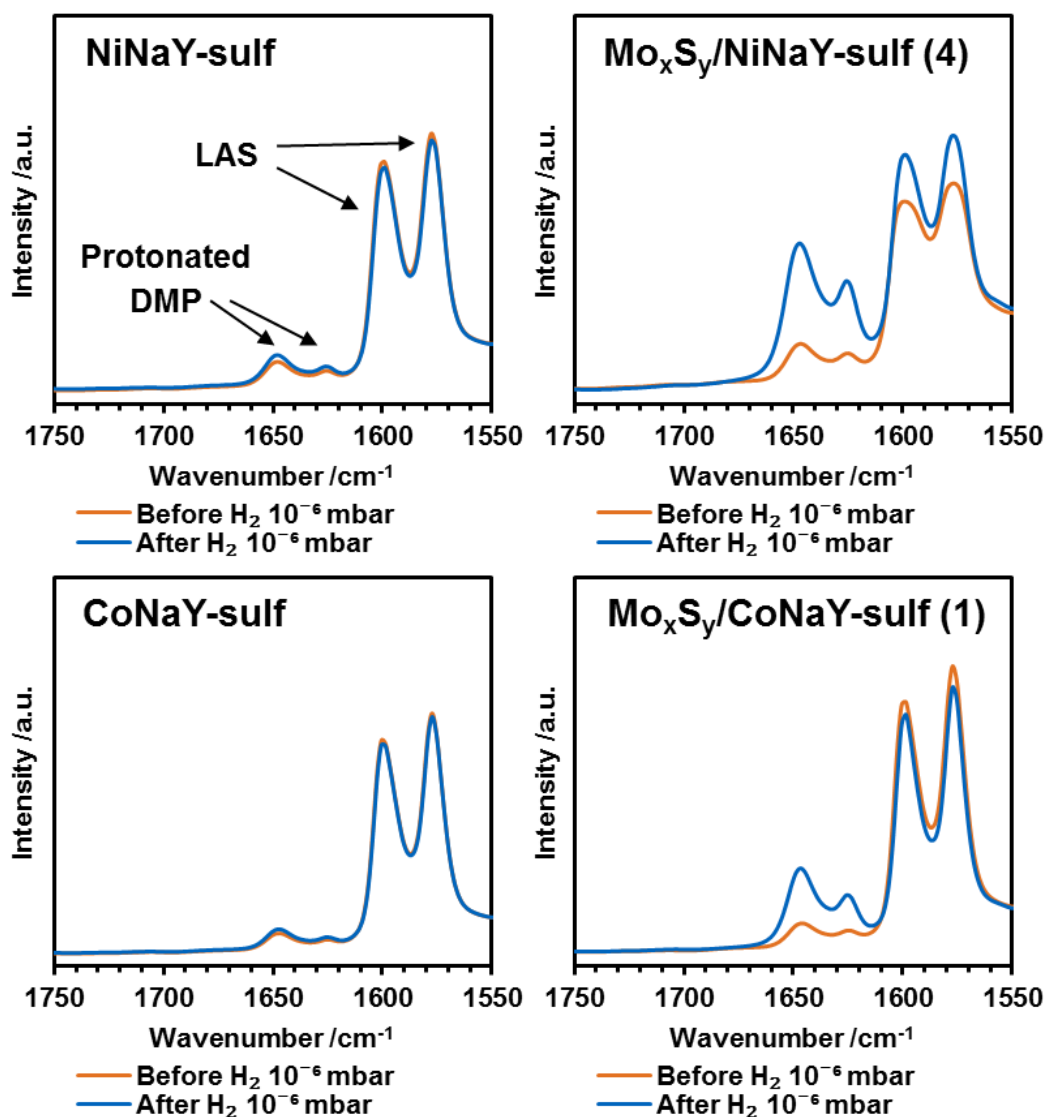 NiNaY-sulf
LAS
Protonated
DMP
Intensity /a.u.
1750 1700 1650 1600 1550
Wavenumber /cm⁻¹
Before H₂ 10⁻⁶ mbar
After H₂ 10⁻⁶ mbar
MoₓSᵧ/NiNaY-sulf (4)
Intensity /a.u.
1750 1700 1650 1600 1550
Wavenumber /cm⁻¹
Before H₂ 10⁻⁶ mbar
After H₂ 10⁻⁶ mbar
CoNaY-sulf
Intensity /a.u.
1750 1700 1650 1600 1550
Wavenumber /cm⁻¹
Before H₂ 10⁻⁶ mbar
After H₂ 10⁻⁶ mbar
MoₓSᵧ/CoNaY-sulf (1)
Intensity /a.u.
1750 1700 1650 1600 1550
Wavenumber /cm⁻¹
Before H₂ 10⁻⁶ mbar
After H₂ 10⁻⁶ mbar